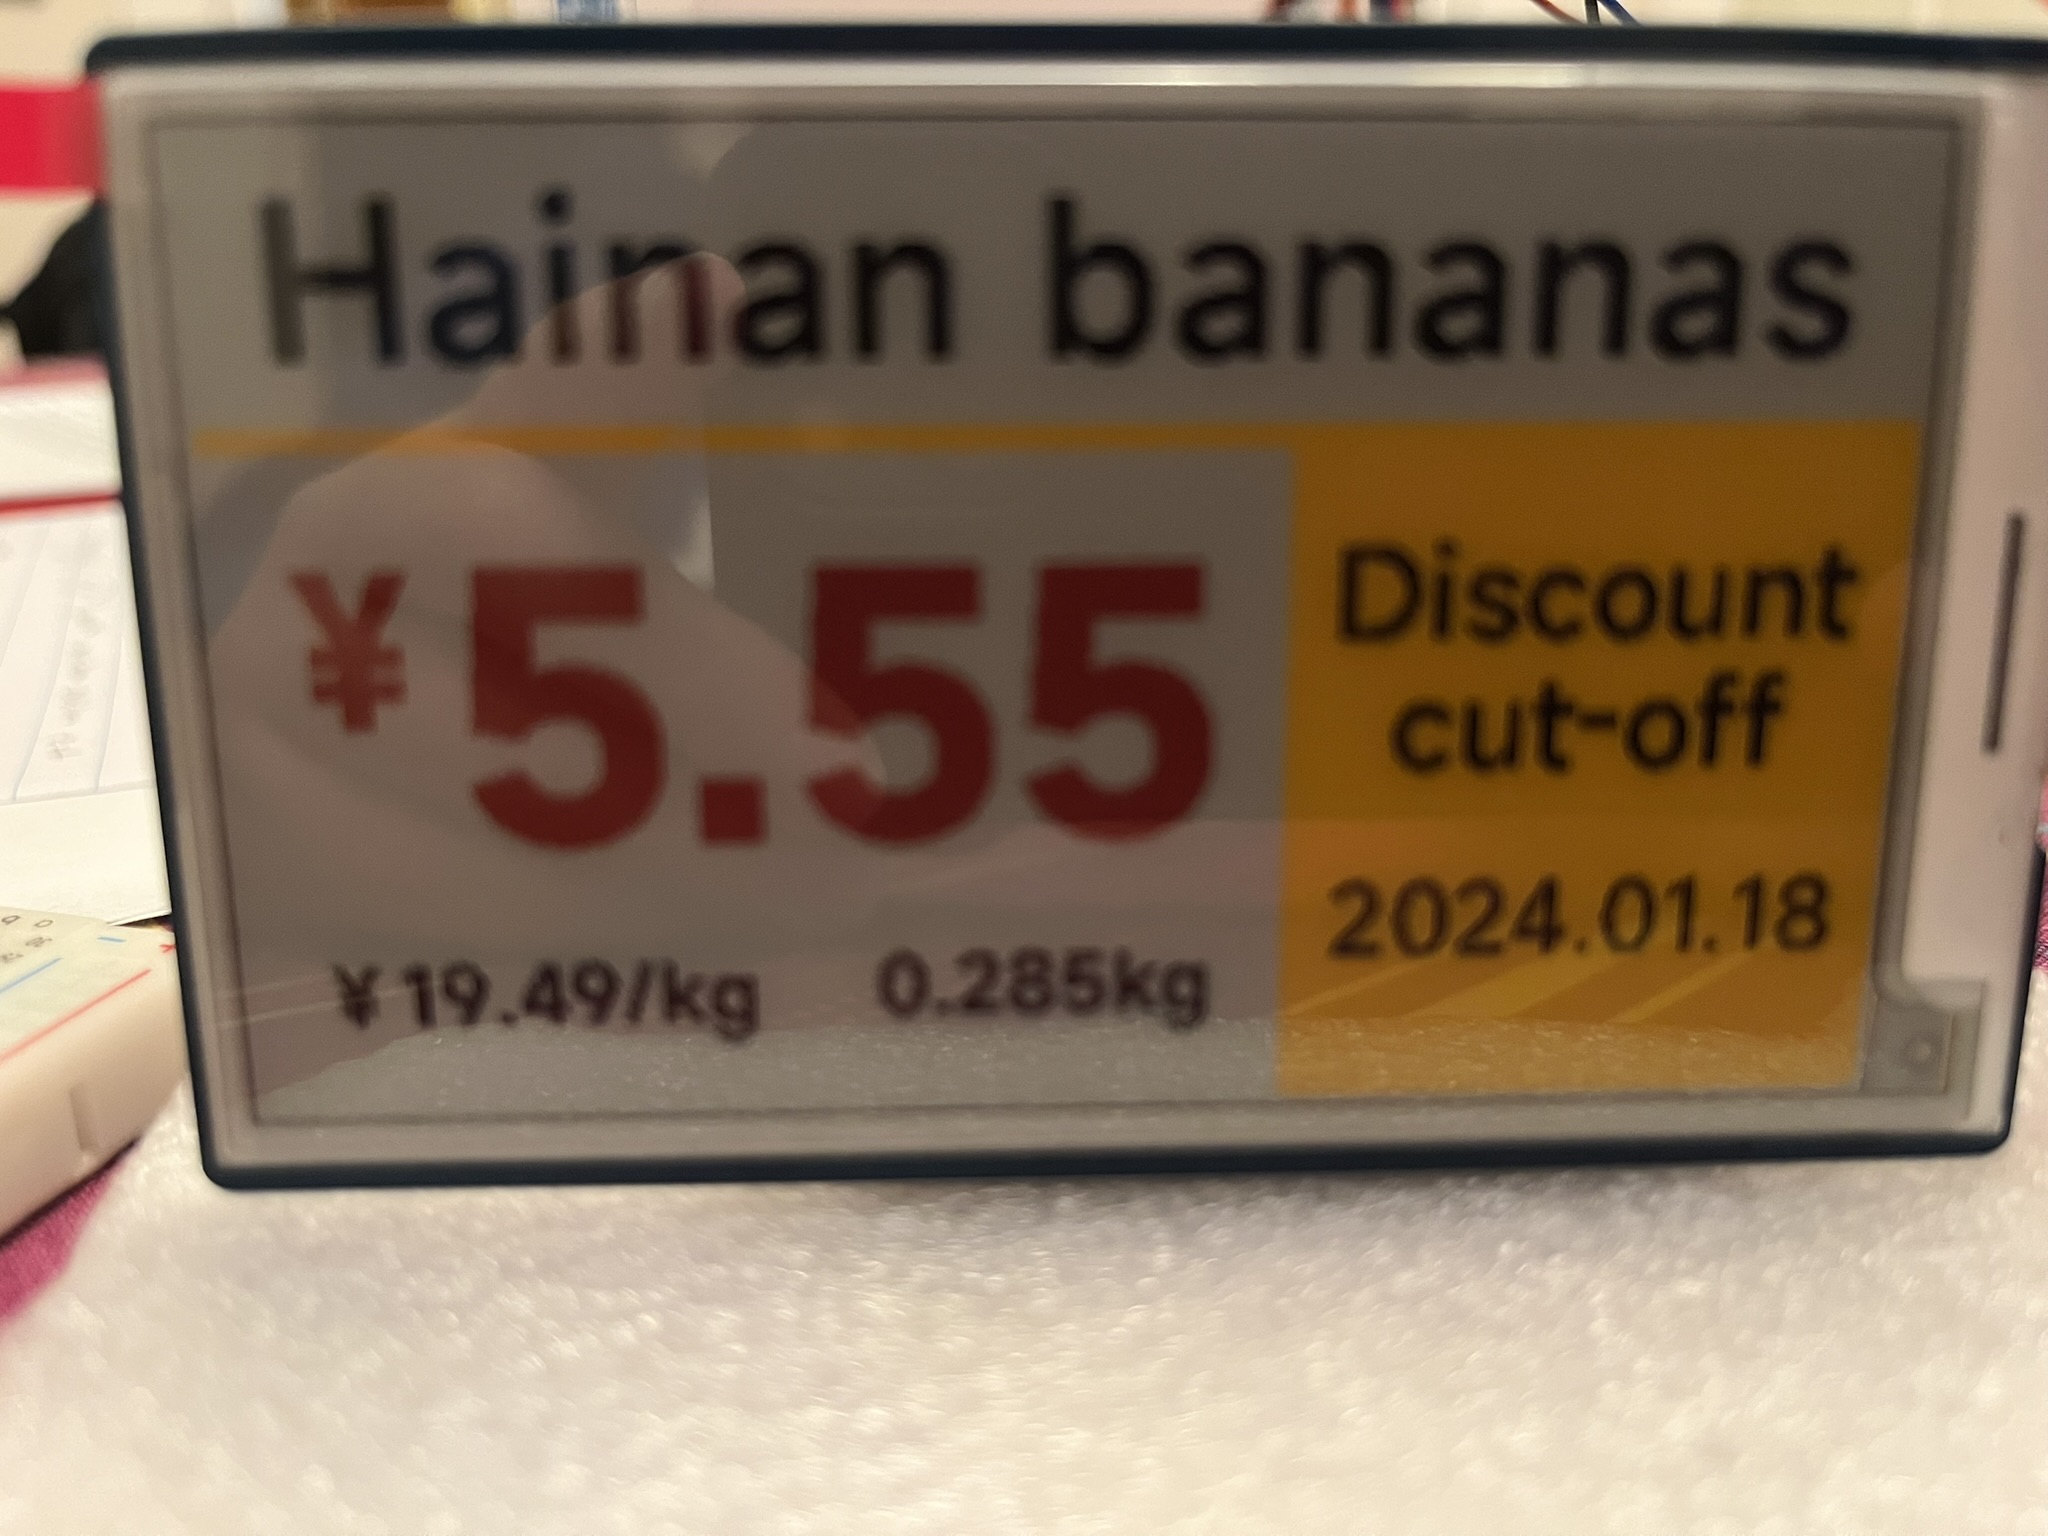 Hainan bananas
¥5.55
¥19.49/kg 0.285kg
Discount
cut-off
2024.01.18